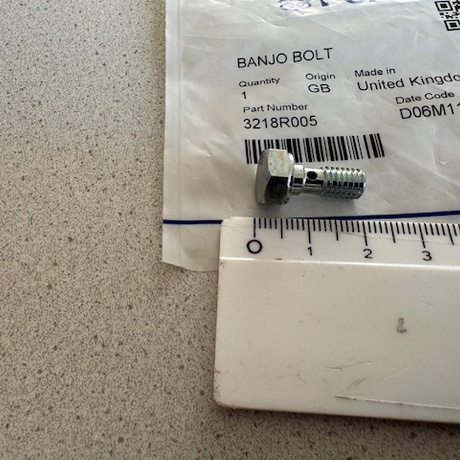 BANJO BOLT
Quantity Origin Made in
1 GB United Kingdo
Part Number Date Code
3218R005 D06M11
0 1 2 3